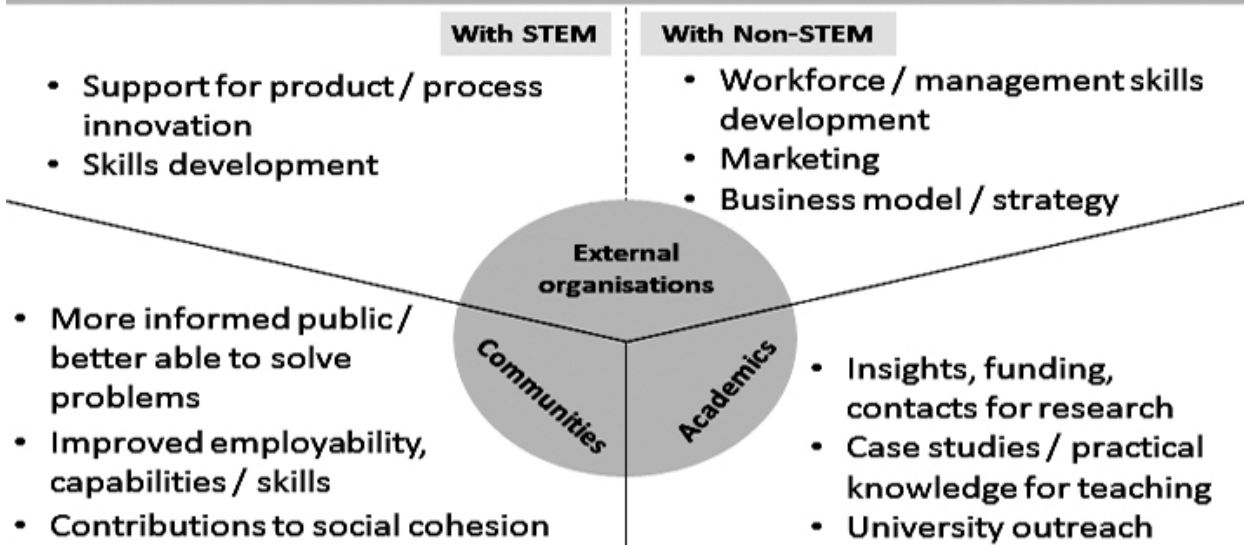 With STEM
• Support for product / process
innovation
• Skills development
With Non-STEM
• Workforce / management skills
development
• Marketing
• Business model / strategy
External
organisations
Communities
Academics
• More informed public /
better able to solve
problems
• Improved employability,
capabilities / skills
• Contributions to social cohesion
• Insights, funding,
contacts for research
• Case studies / practical
knowledge for teaching
• University outreach